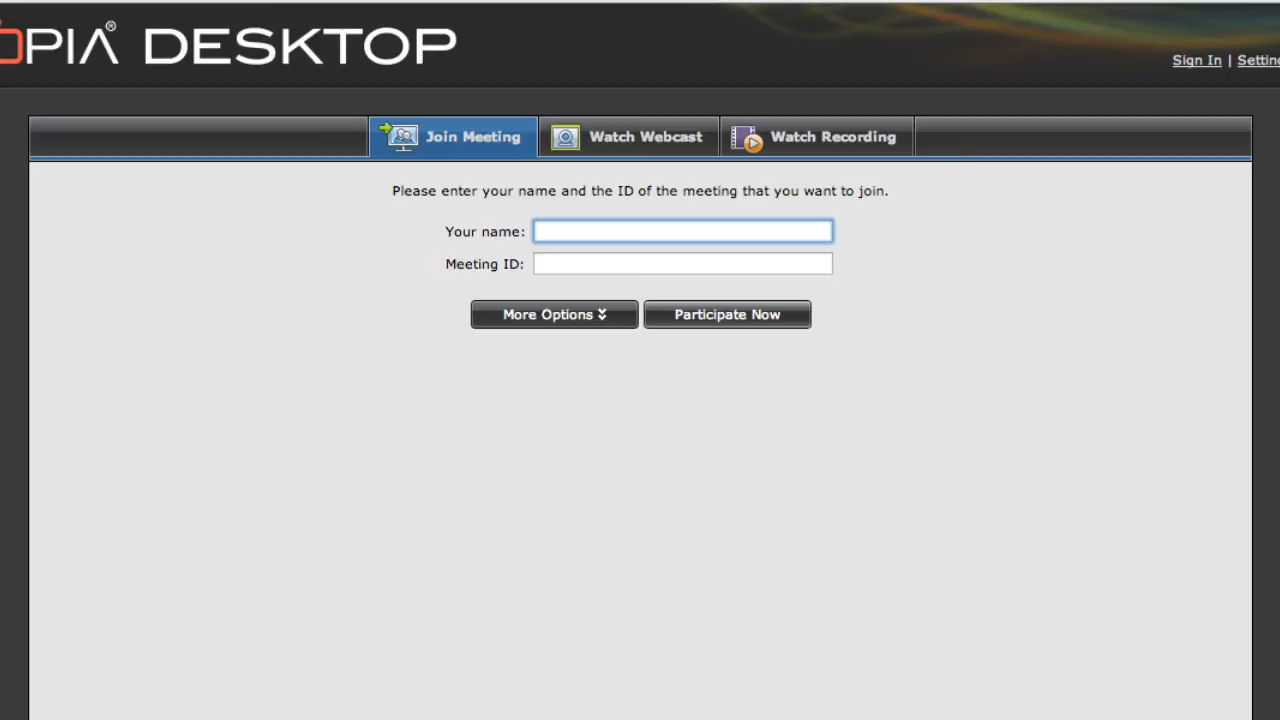 OPIA® DESKTOP
Sign In | Settin
Join Meeting
Watch Webcast
Watch Recording
Please enter your name and the ID of the meeting that you want to join.
Your name:
Meeting ID:
More Options
Participate Now